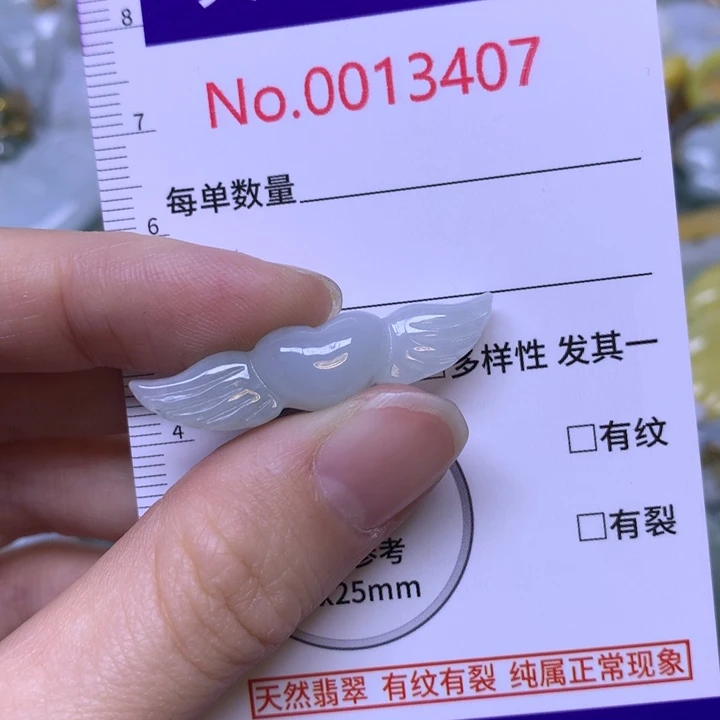 8
No.0013407
7
每单数量
6
多样性 发其一
4
□有纹
□有裂
参考
x25mm
天然翡翠 有纹有裂 纯属正常现象